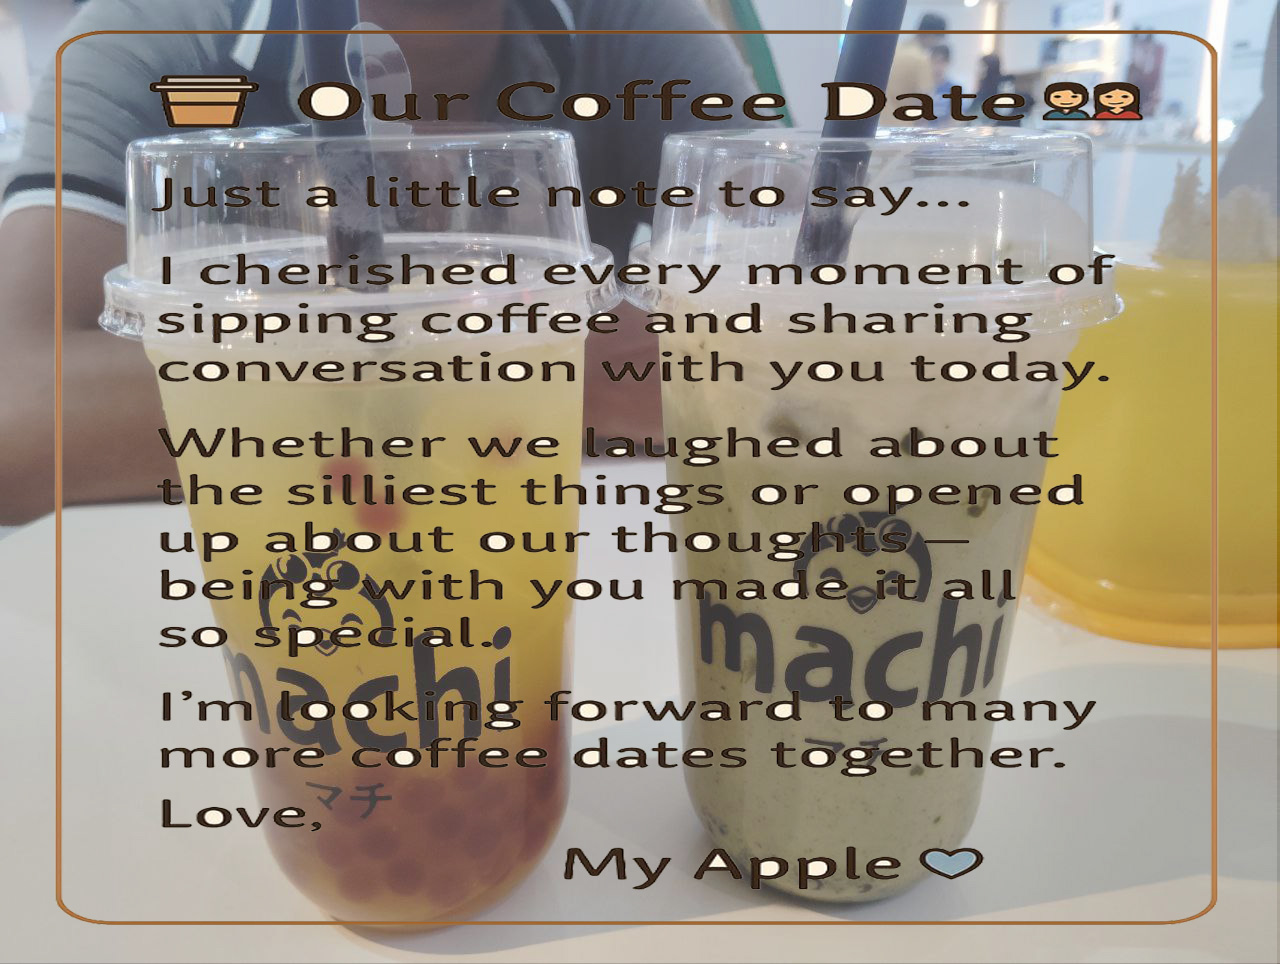 Our Coffee Date
Just a little note to say...
I cherished every moment of
sipping coffee and sharing
conversation with you today.
Whether we laughed about
the silliest things or opened
up about our thoughts—
being with you made it all
so special.
I'm looking forward to many
more coffee dates together.
Love,
My Apple
machi
マチ
machi
マチ